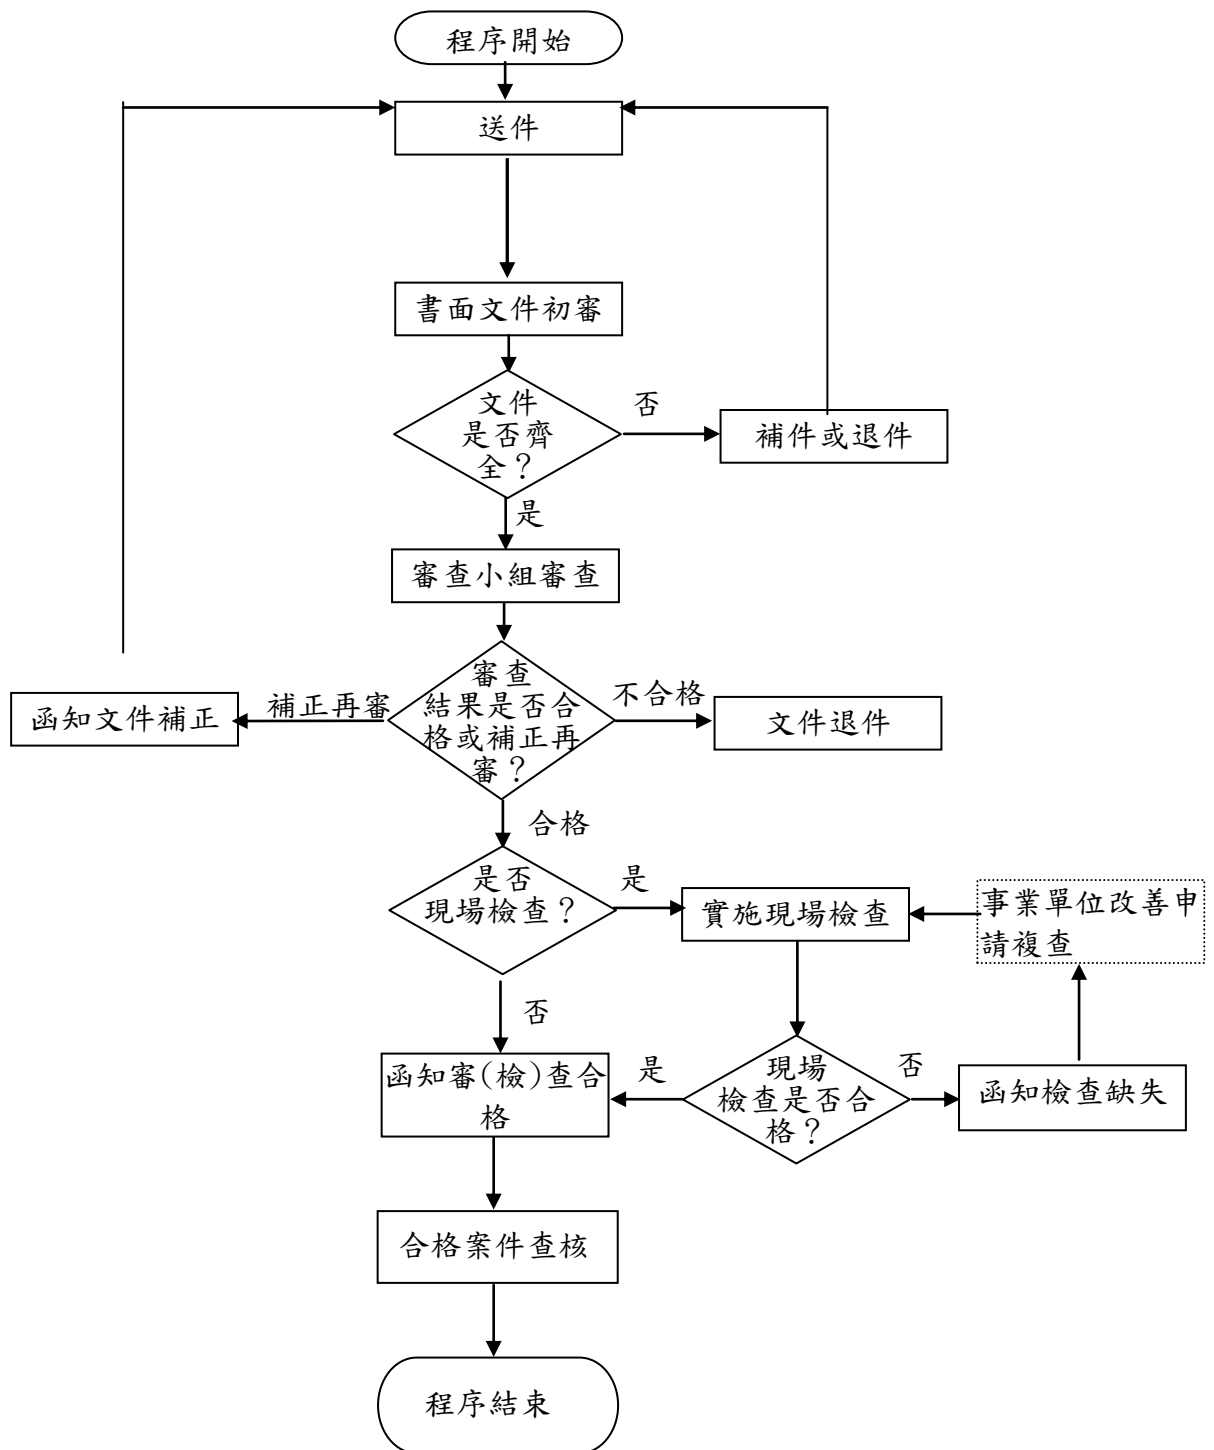 程序開始
送件
書面文件初審
文件
是否齊
全？
否
補件或退件
是
審查小組審查
審查
結果是否合
格或補正再
審？
補正再審
函知文件補正
不合格
文件退件
合格
是否
現場檢查？
是
實施現場檢查
事業單位改善申
請複查
否
函知審(檢)查合
格
是
現場
檢查是否合
格？
否
函知檢查缺失
合格案件查核
程序結束